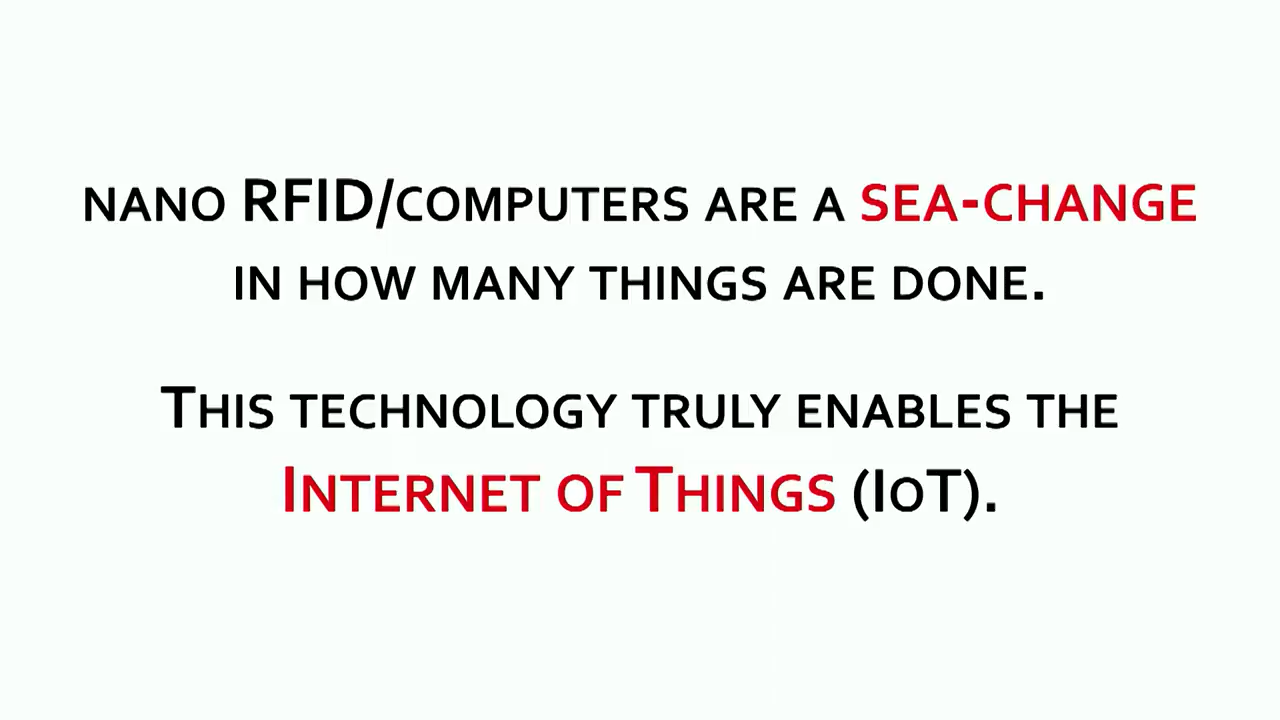 nano RFID/computers are a sea-change
in how many things are done.
This technology truly enables the
Internet of Things (IoT).